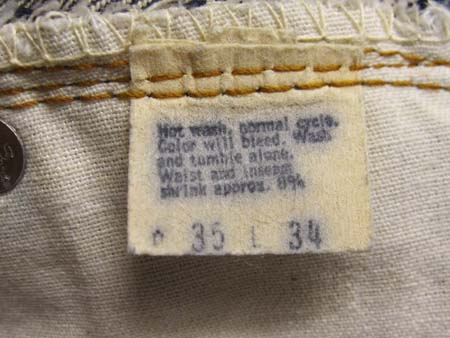 Hot wash, normal cycle.
Color will bleed. Wash
and tumble alone.
Waist and inseam
shrink approx. 8%
35 L 34